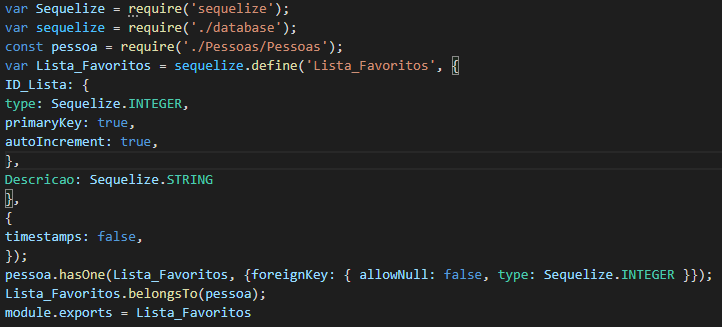 var Sequelize = require('sequelize');
var sequelize = require('./database');
const pessoa = require('./Pessoas/Pessoas');
var Lista_Favoritos = sequelize.define('Lista_Favoritos', {
ID_Lista: {
type: Sequelize.INTEGER,
primaryKey: true,
autoIncrement: true,
},
Descricao: Sequelize.STRING
},
{
timestamps: false,
});
pessoa.hasOne(Lista_Favoritos, {foreignKey: { allowNull: false, type: Sequelize.INTEGER }});
Lista_Favoritos.belongsTo(pessoa);
module.exports = Lista_Favoritos